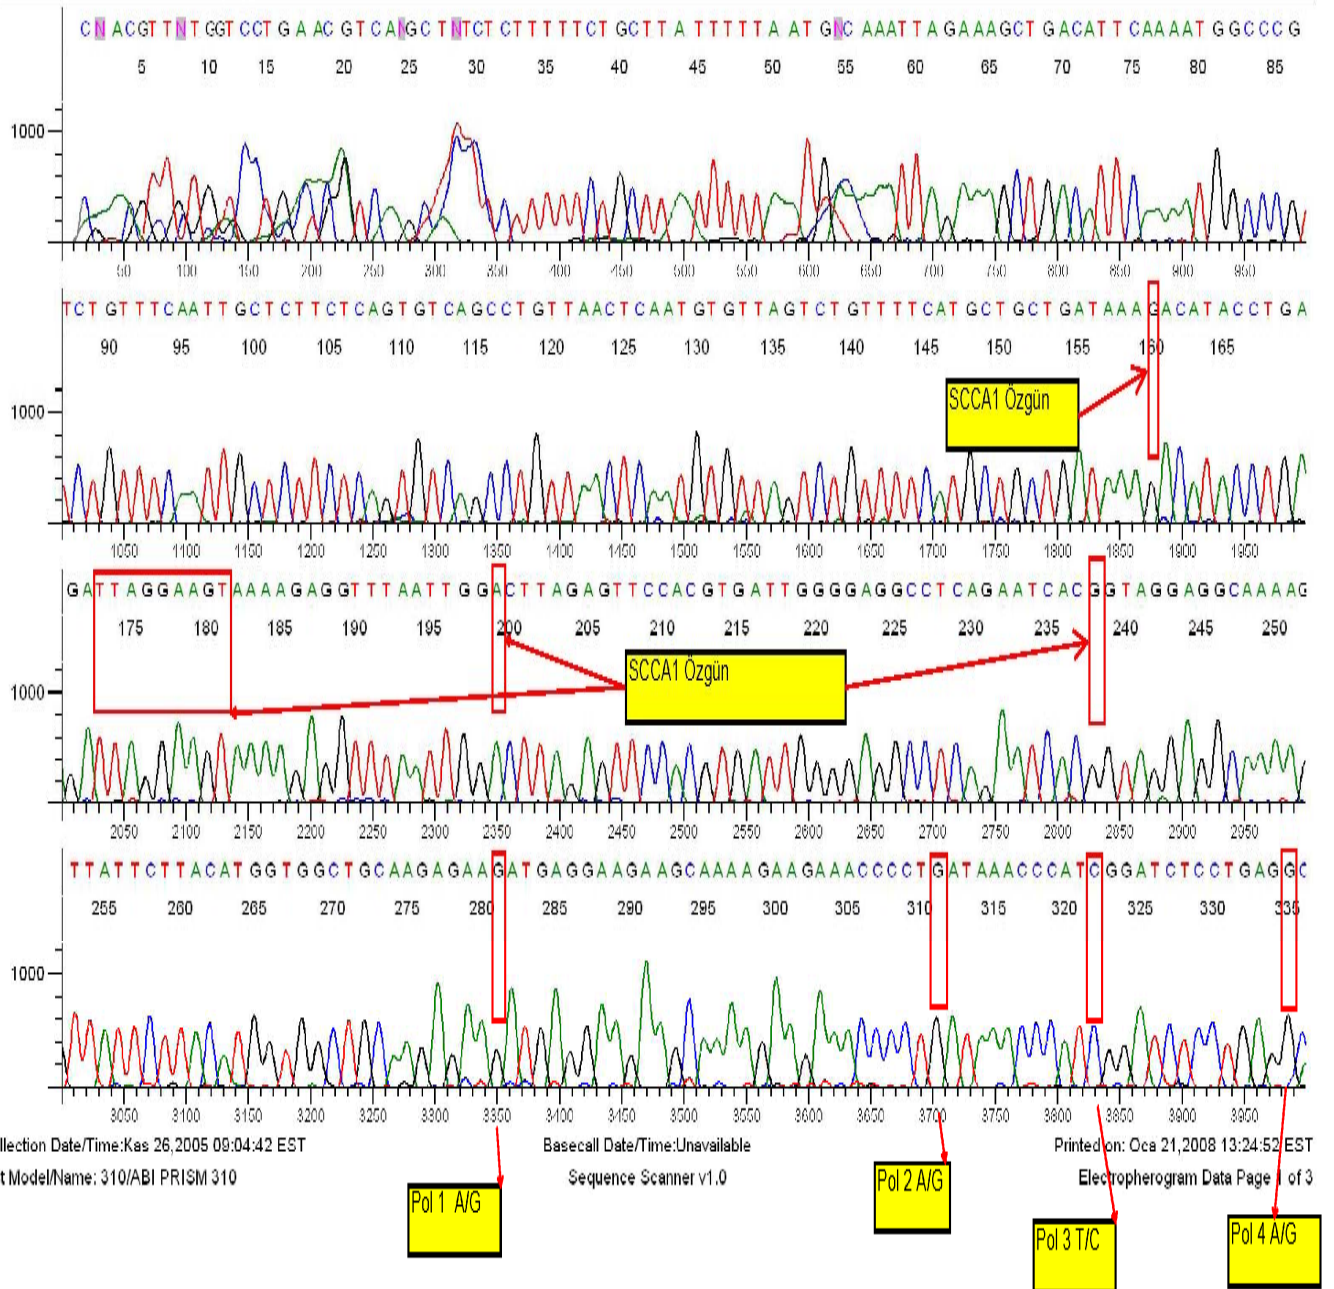 CNACGTTNTGGTCCTGAACGTCANGCTNTCTCTTTTTCTGCTTATTTTTAATGNCAAATTAGAAAGCTGACATTCAAAATGGCCCG
5 10 15 20 25 30 35 40 45 50 55 60 65 70 75 80 85
1000
50 100 150 200 250 300 350 400 450 500 550 600 650 700 750 800 850 900 950
TCTGTTTCAATTGCTCTTCTCAGTGTCAGCCTGTTAACTCAATGTGTTAGTCTGTTTTCATGCTGCTGATAAAGACATACCTGA
90 95 100 105 110 115 120 125 130 135 140 145 150 155 160 165
SCCA1 Özgün
1000
1050 1100 1150 1200 1250 1300 1350 1400 1450 1500 1550 1600 1650 1700 1750 1800 1850 1900 1950
GATTAGGAAGTAAAAGAGGTTTAATTGGACTTAGAGTTCCACGTGATTGGGGAGGCCTCAGAATCACGGTAGGAGGCAAAAG
175 180 185 190 195 200 205 210 215 220 225 230 235 240 245 250
SCCA1 Özgün
1000
2050 2100 2150 2200 2250 2300 2350 2400 2450 2500 2550 2600 2650 2700 2750 2800 2850 2900 2950
TTATTCTTACATGGTGGCTGCAAGAGAAGATGAGGAAGAAGCAAAAGAAGAAACCCCTGATAAACCCATCGGATCTCCTGAGGC
255 260 265 270 275 280 285 290 295 300 305 310 315 320 325 330 335
1000
3050 3100 3150 3200 3250 3300 3350 3400 3450 3500 3550 3600 3650 3700 3750 3800 3850 3900 3950
llection Date/Time:Kas 26,2005 09:04:42 EST Basecall Date/Time:Unavailable Printed on: Oca 21,2008 13:24:52 EST
t Model/Name: 310/ABI PRISM 310 Sequence Scanner v1.0 Electropherogram Data Page 1 of 3
Pol 1 A/G
Pol 2 A/G
Pol 3 T/C
Pol 4 A/G